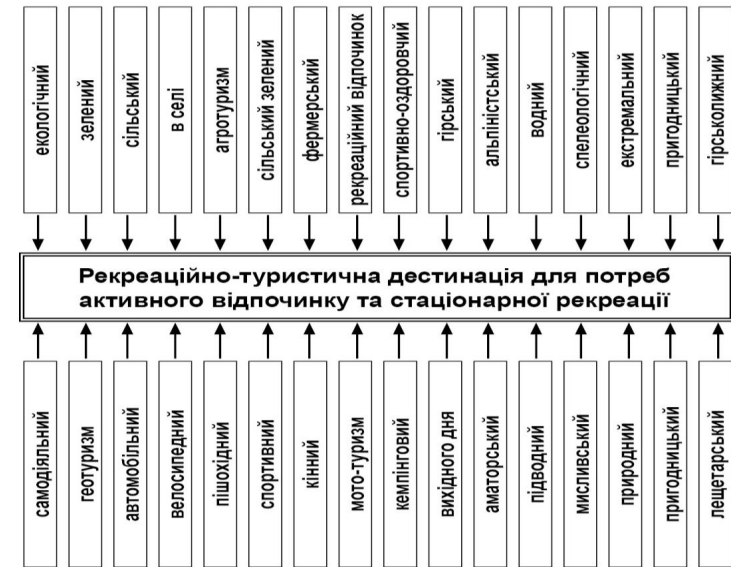 екологічний
зелений
сільський
в селі
агротуризм
сільський зелений
фермерський
рекреаційний відпочинок
спортивно-оздоровчий
гірський
альпіністський
водний
спелеологічний
екстремальний
пригодницький
гірськолижний
Рекреаційно-туристична дестинація для потреб
активного відпочинку та стаціонарної рекреації
самодіяльний
геотуризм
автомобільний
велосипедний
пішохідний
спортивний
кінний
мото-туризм
кемпінговий
вихідного дня
аматорський
підводний
мисливський
природний
пригодницький
лещетарський